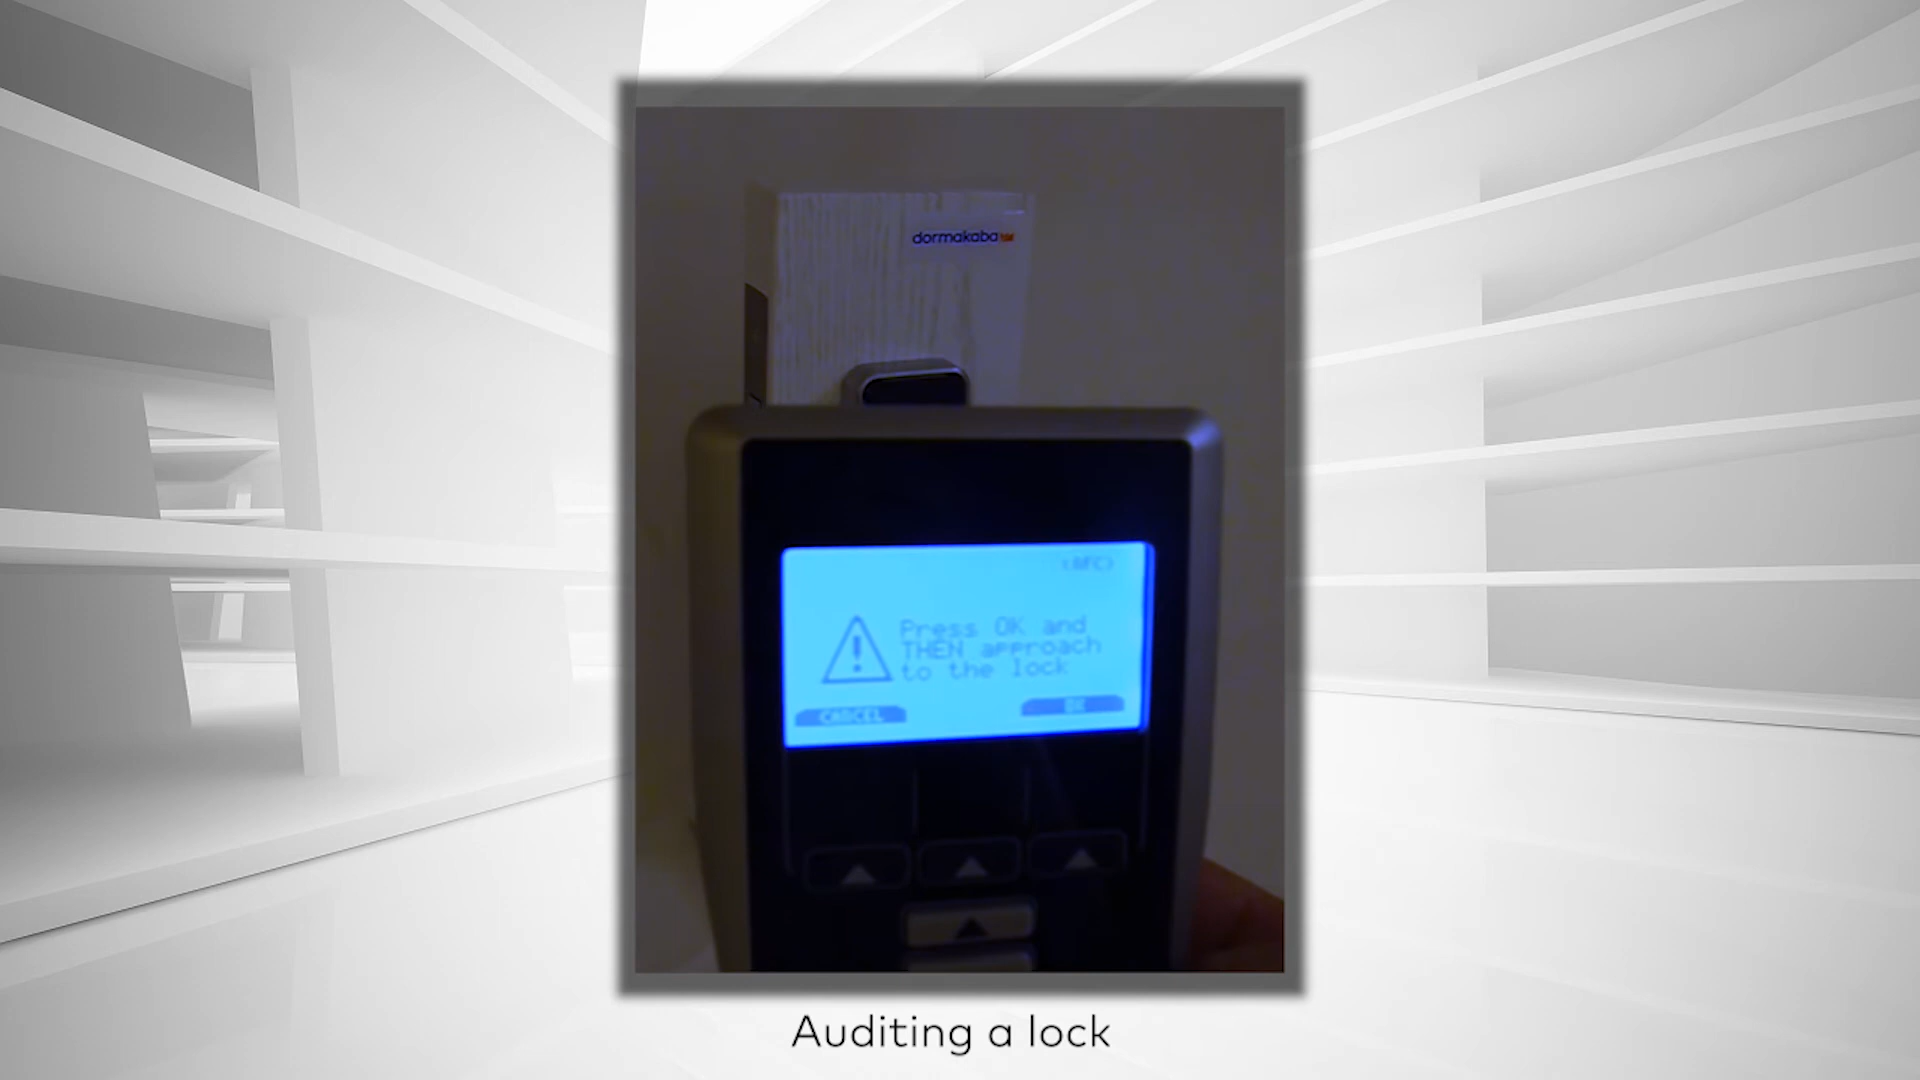 dormakaba
(NFC)
Press OK and
THEN approach
to the lock
CANCEL
OK
Auditing a lock